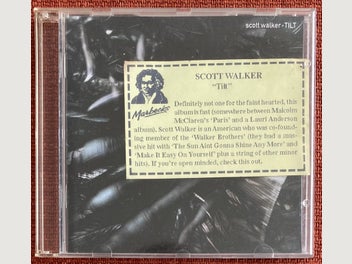 scott walker - TILT
SCOTT WALKER
"Tilt"
Definitely not one for the faint hearted, this
album is fast (somewhere between Malcolm
McClaren's 'Paris' and a Lauri Anderson
album). Scott Walker is an American who was co-found-
ing member of the 'Walker Brothers' (they had a mas-
sive hit with 'The Sun Aint Gonna Shine Any More' and
'Make It Easy On Yourself' plus a string of other minor
hits). If you're open minded, check this out.
Marbecks